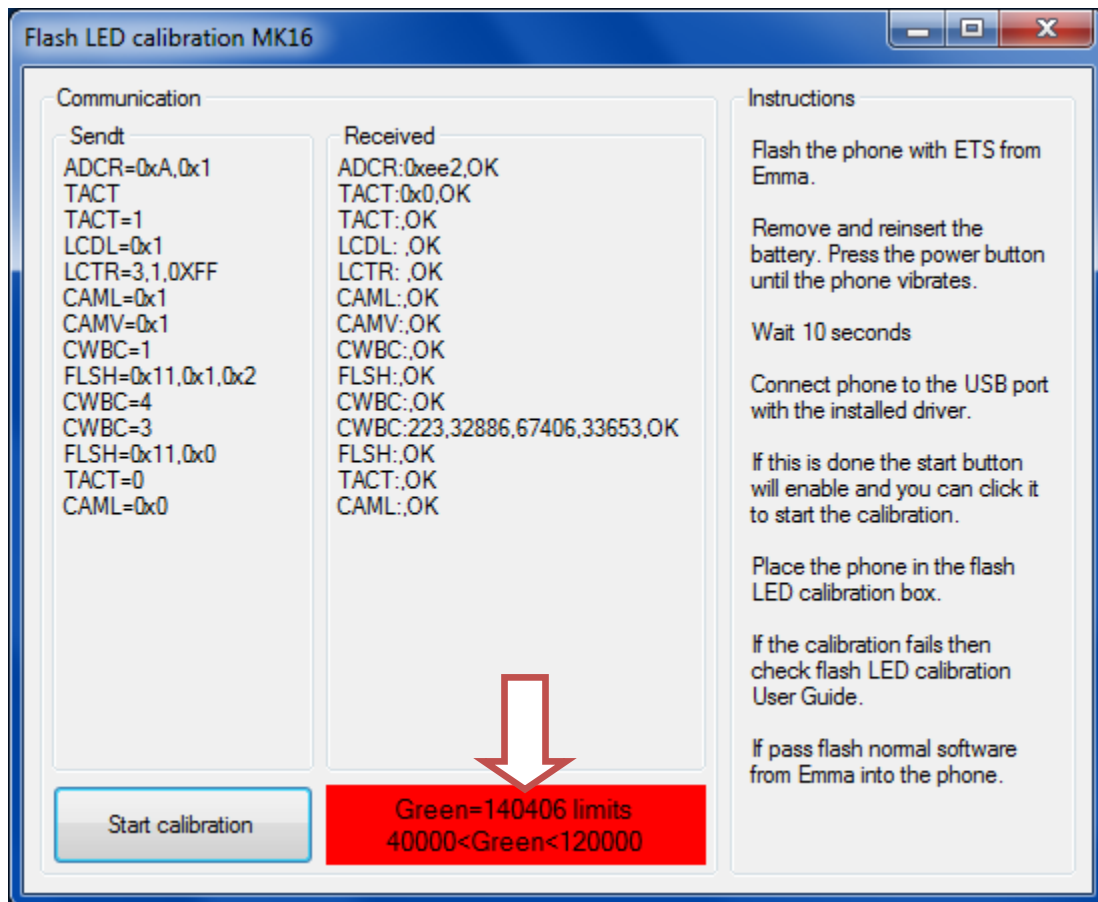 Flash LED calibration MK16
Communication
Sendt
ADCR=0xA,0x1
TACT
TACT=1
LCDL=0x1
LCTR=3,1,0XFF
CAML=0x1
CAMV=0x1
CWBC=1
FLSH=0x11,0x1,0x2
CWBC=4
CWBC=3
FLSH=0x11,0x0
TACT=0
CAML=0x0
Received
ADCR:0xee2,OK
TACT:0x0,OK
TACT:,OK
LCDL: ,OK
LCTR: ,OK
CAML:,OK
CAMV:,OK
CWBC:,OK
FLSH:,OK
CWBC:,OK
CWBC:223,32886,67406,33653,OK
FLSH:,OK
TACT:,OK
CAML:,OK
Start calibration
Green=140406 limits
40000<Green<120000
Instructions
Flash the phone with ETS from
Emma.
Remove and reinsert the
battery. Press the power button
until the phone vibrates.
Wait 10 seconds
Connect phone to the USB port
with the installed driver.
If this is done the start button
will enable and you can click it
to start the calibration.
Place the phone in the flash
LED calibration box.
If the calibration fails then
check flash LED calibration
User Guide.
If pass flash normal software
from Emma into the phone.